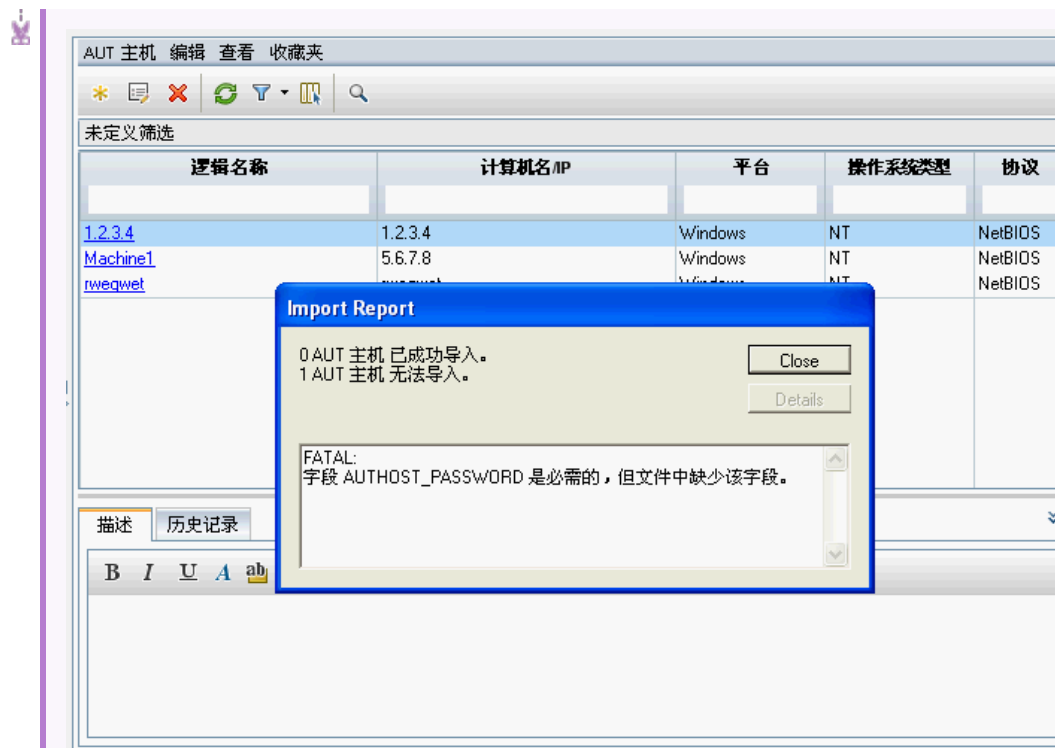 AUT 主机 编辑 查看 收藏夹
未定义筛选
逻辑名称 计算机名/IP 平台 操作系统类型 协议
1.2.3.4 1.2.3.4 Windows NT NetBIOS
Machine1 5.6.7.8 Windows NT NetBIOS
rweqwet rweqwet Windows NT NetBIOS
Import Report
0 AUT 主机 已成功导入。
1 AUT 主机 无法导入。
Close
Details
FATAL:
字段 AUTHOST_PASSWORD 是必需的，但文件中缺少该字段。
描述 历史记录
B I U A ab